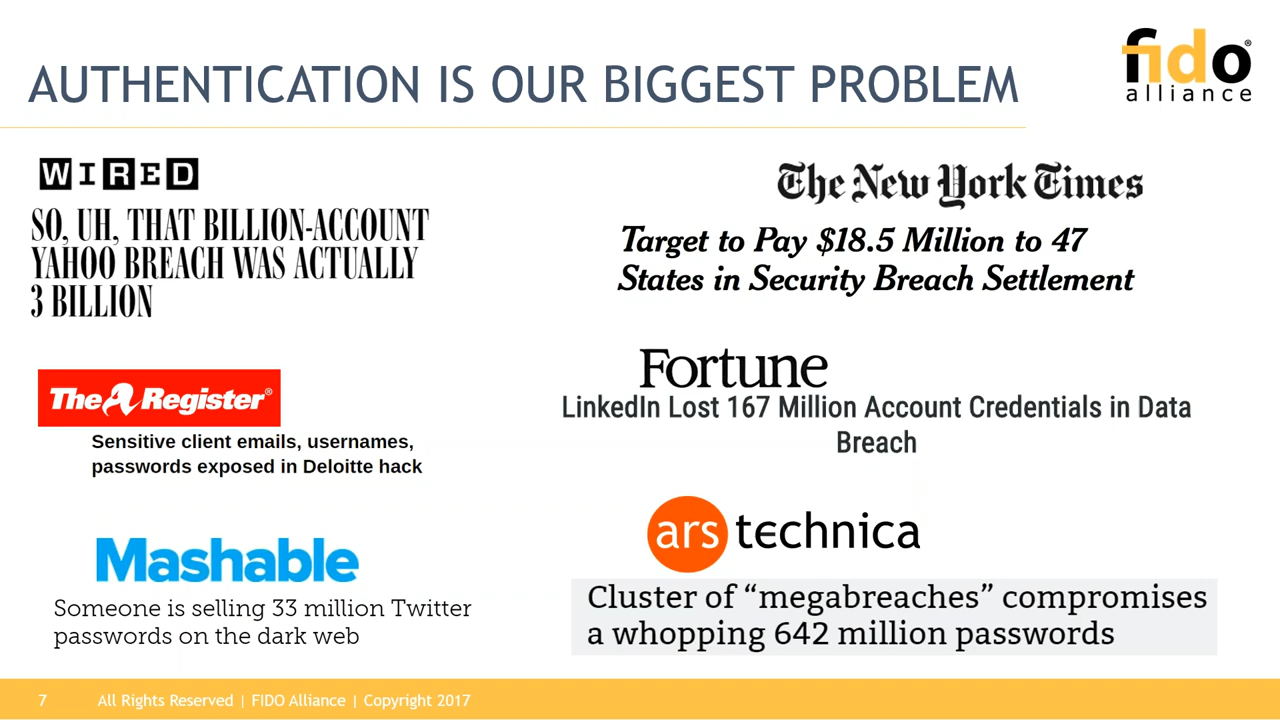 AUTHENTICATION IS OUR BIGGEST PROBLEM
fido®
alliance
WIRED
SO, UH, THAT BILLION-ACCOUNT
YAHOO BREACH WAS ACTUALLY
3 BILLION
The New York Times
Target to Pay $18.5 Million to 47
States in Security Breach Settlement
The Register®
Sensitive client emails, usernames,
passwords exposed in Deloitte hack
Fortune
LinkedIn Lost 167 Million Account Credentials in Data
Breach
Mashable
Someone is selling 33 million Twitter
passwords on the dark web
ars technica
Cluster of “megabreaches” compromises
a whopping 642 million passwords
7 All Rights Reserved | FIDO Alliance | Copyright 2017